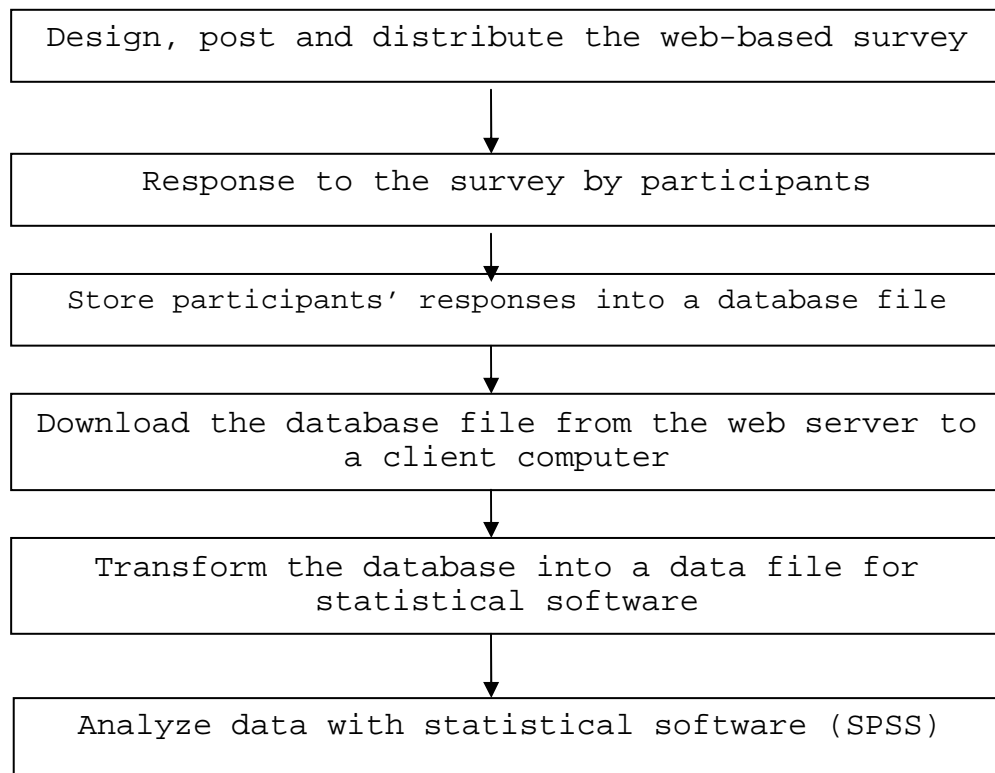 Design, post and distribute the web-based survey
Response to the survey by participants
Store participants’ responses into a database file
Download the database file from the web server to
a client computer
Transform the database into a data file for
statistical software
Analyze data with statistical software (SPSS)